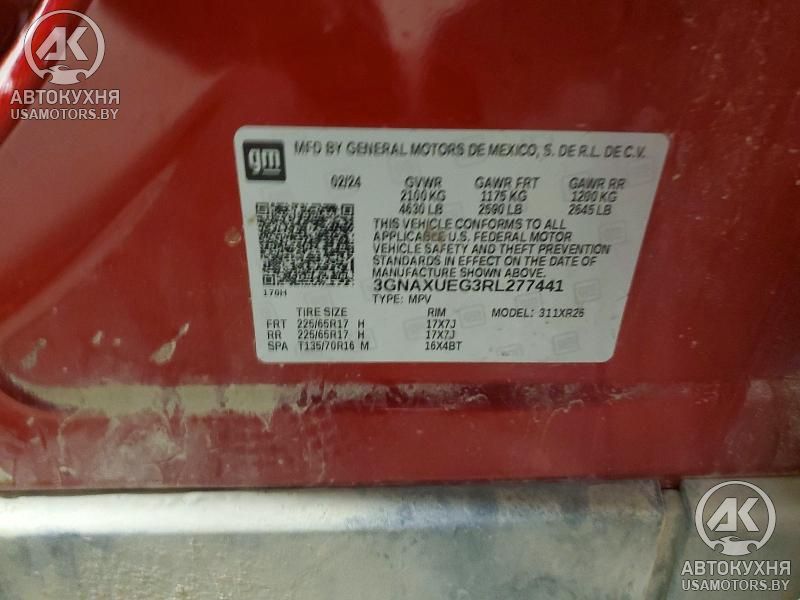 AK
АВТОКУХНЯ
USAMOTORS.BY
gm MFD BY GENERAL MOTORS DE MEXICO, S. DE R.L. DE C.V.
02/24 GVWR GAWR FRT GAWR RR
2100 KG 1175 KG 1200 KG
4630 LB 2590 LB 2645 LB
THIS VEHICLE CONFORMS TO ALL
APPLICABLE U.S. FEDERAL MOTOR
VEHICLE SAFETY AND THEFT PREVENTION
STANDARDS IN EFFECT ON THE DATE OF
MANUFACTURE SHOWN ABOVE.
176H 3GNAXUEG3RL277441
TYPE: MPV
TIRE SIZE RIM MODEL: 311XR26
FRT 225/65R17 H 17X7J
RR 225/65R17 H 17X7J
SPA T135/70R16 M 16X4BT
AK
АВТОКУХНЯ
USAMOTORS.BY